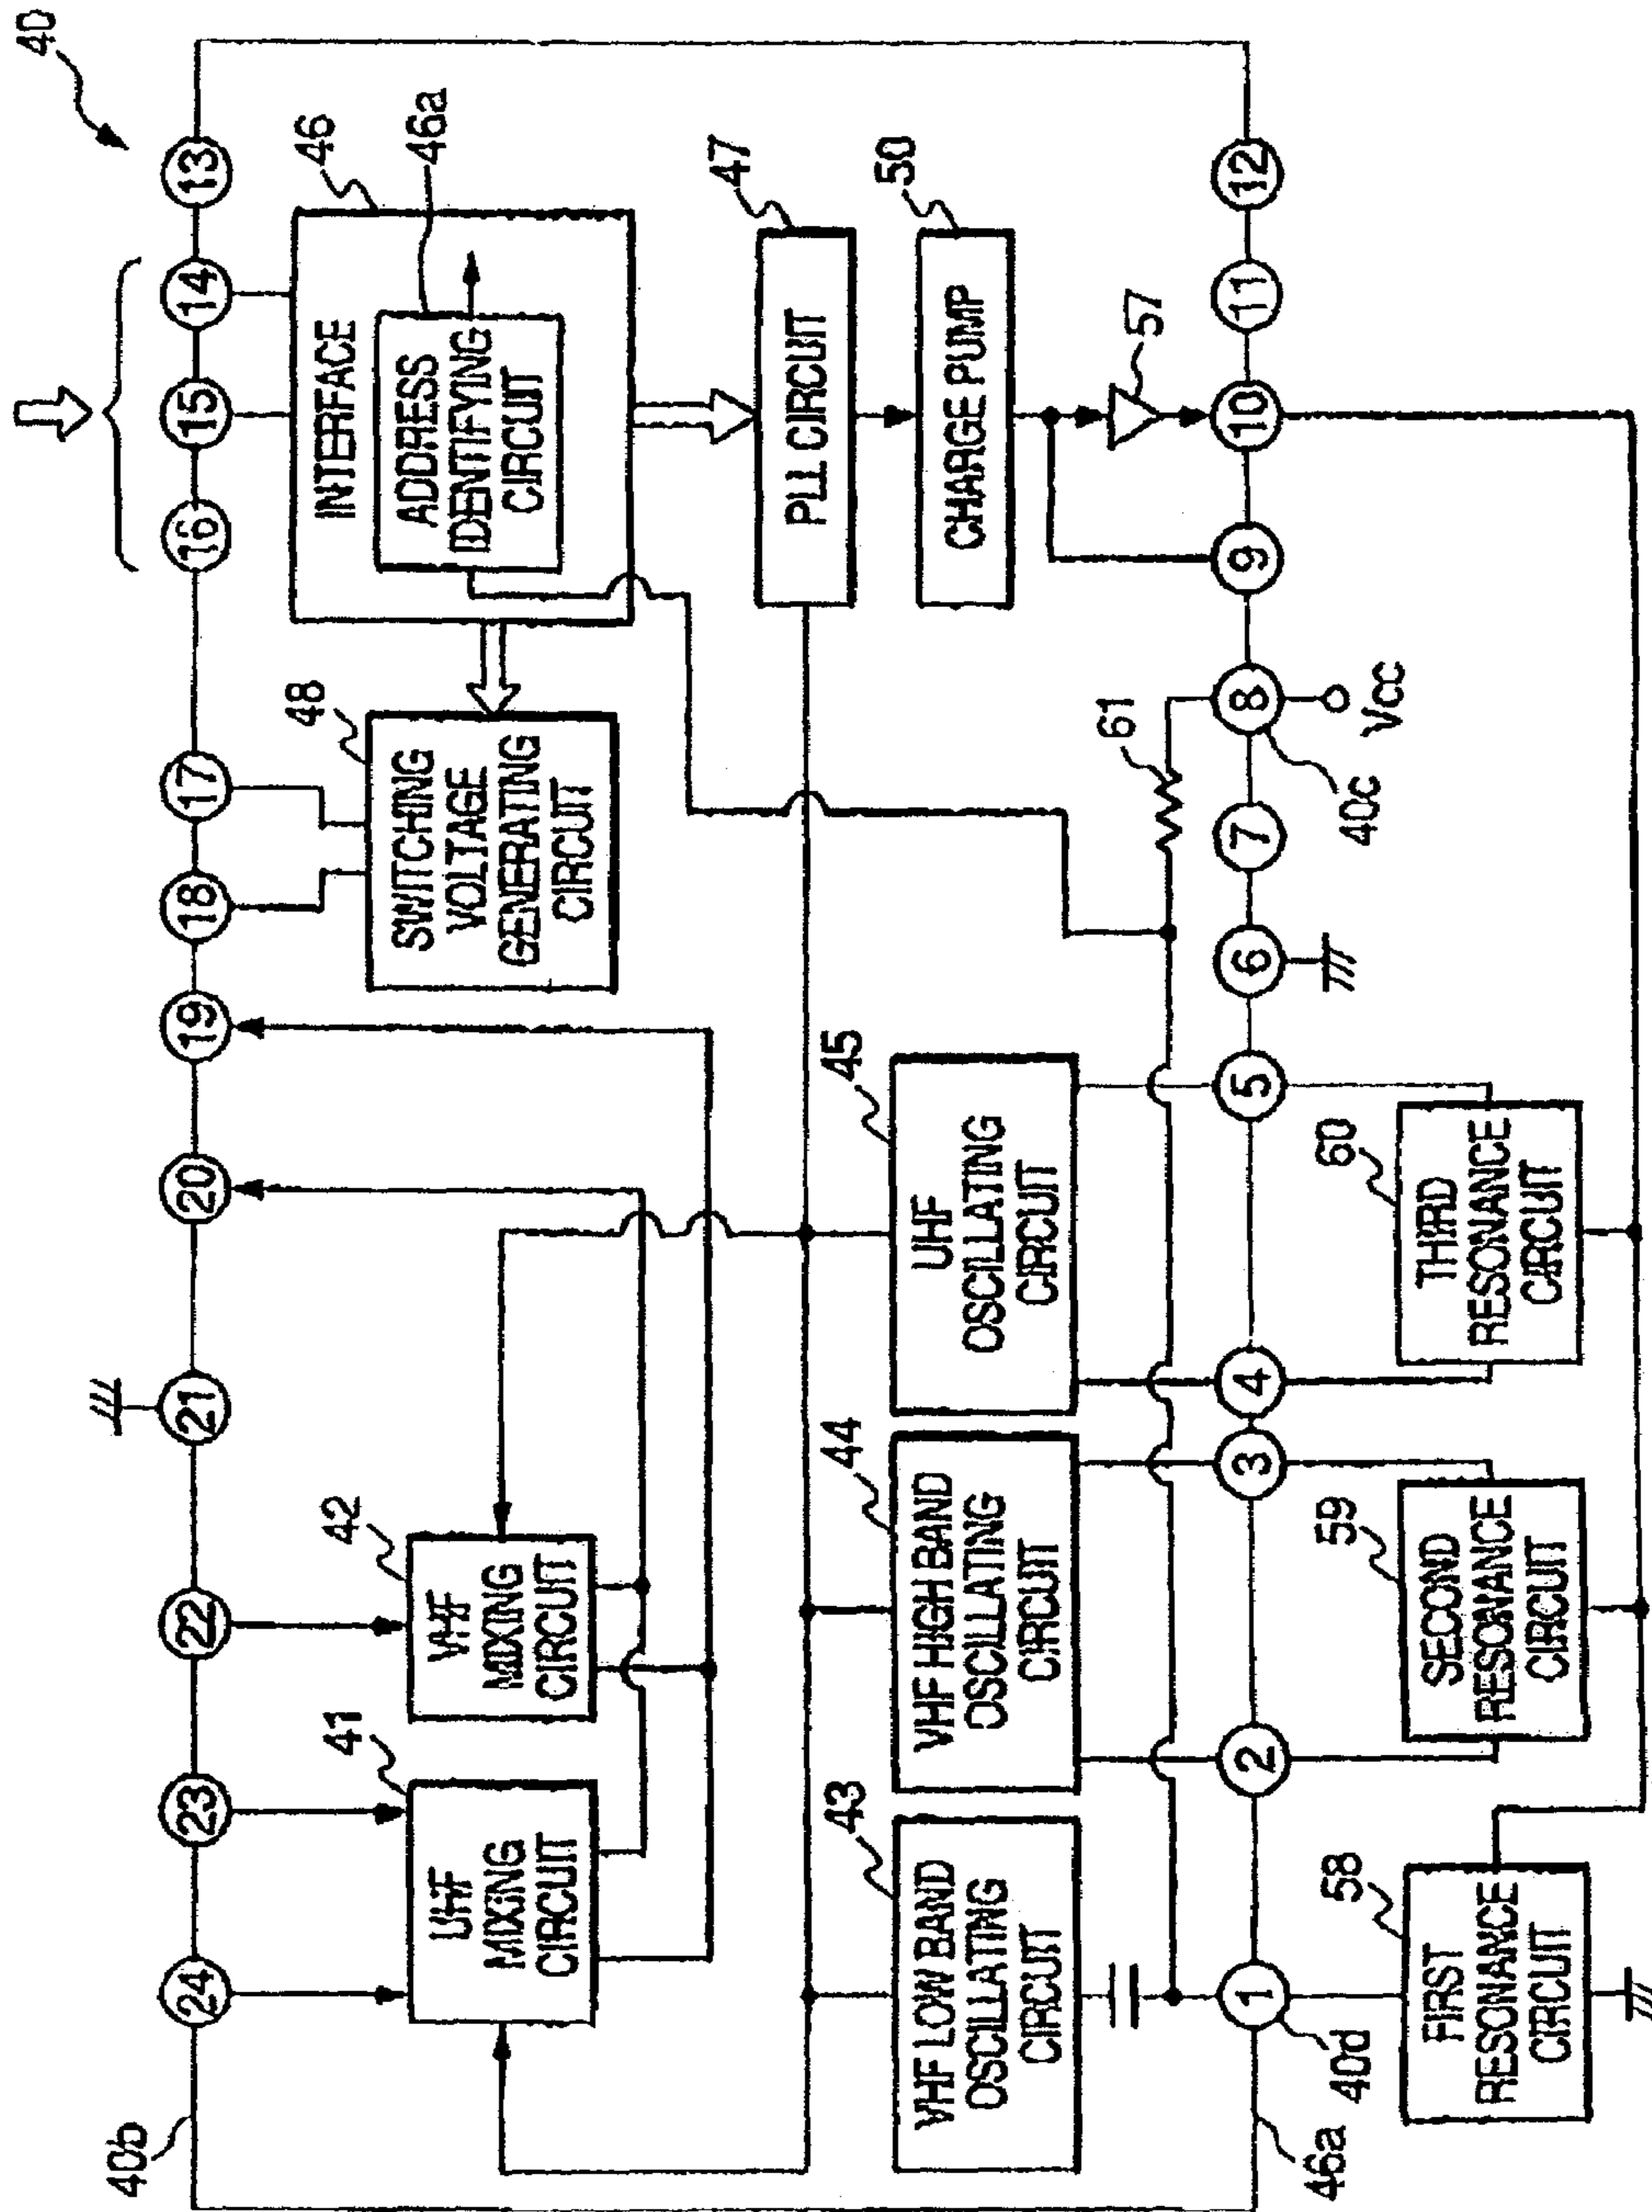 40
40b
24
23
22
21
20
19
18
17
16
15
14
13
41
UHF
MIXING
CIRCUIT
42
VHF
MIXING
CIRCUIT
48
SWITCHING
VOLTAGE
GENERATING
CIRCUIT
46
INTERFACE
46a
ADDRESS
IDENTIFYING
CIRCUIT
47
PLL CIRCUIT
50
CHARGE PUMP
57
43
VHF LOW BAND
OSCILLATING
CIRCUIT
44
VHF HIGH BAND
OSCILLATING
CIRCUIT
45
UHF
OSCILLATING
CIRCUIT
61
1
2
3
4
5
6
7
8
9
10
11
12
46a
40d
40c
Vcc
58
FIRST
RESONANCE
CIRCUIT
59
SECOND
RESONANCE
CIRCUIT
60
THIRD
RESONANCE
CIRCUIT